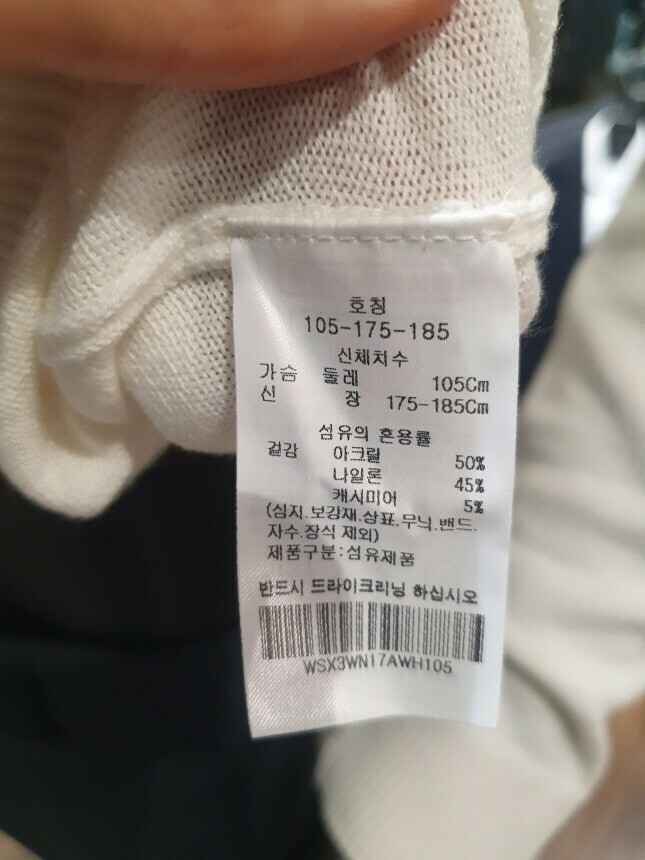 호칭
105-175-185
신체치수
가슴 둘레 105Cm
신 장 175-185Cm
섬유의 혼용률
겉감 아크릴 50%
나일론 45%
캐시미어 5%
(심지.보강재.상표.무늬.밴드.
자수.장식 제외)
제품구분:섬유제품
반드시 드라이크리닝 하십시오
WSX3WN17AWH105